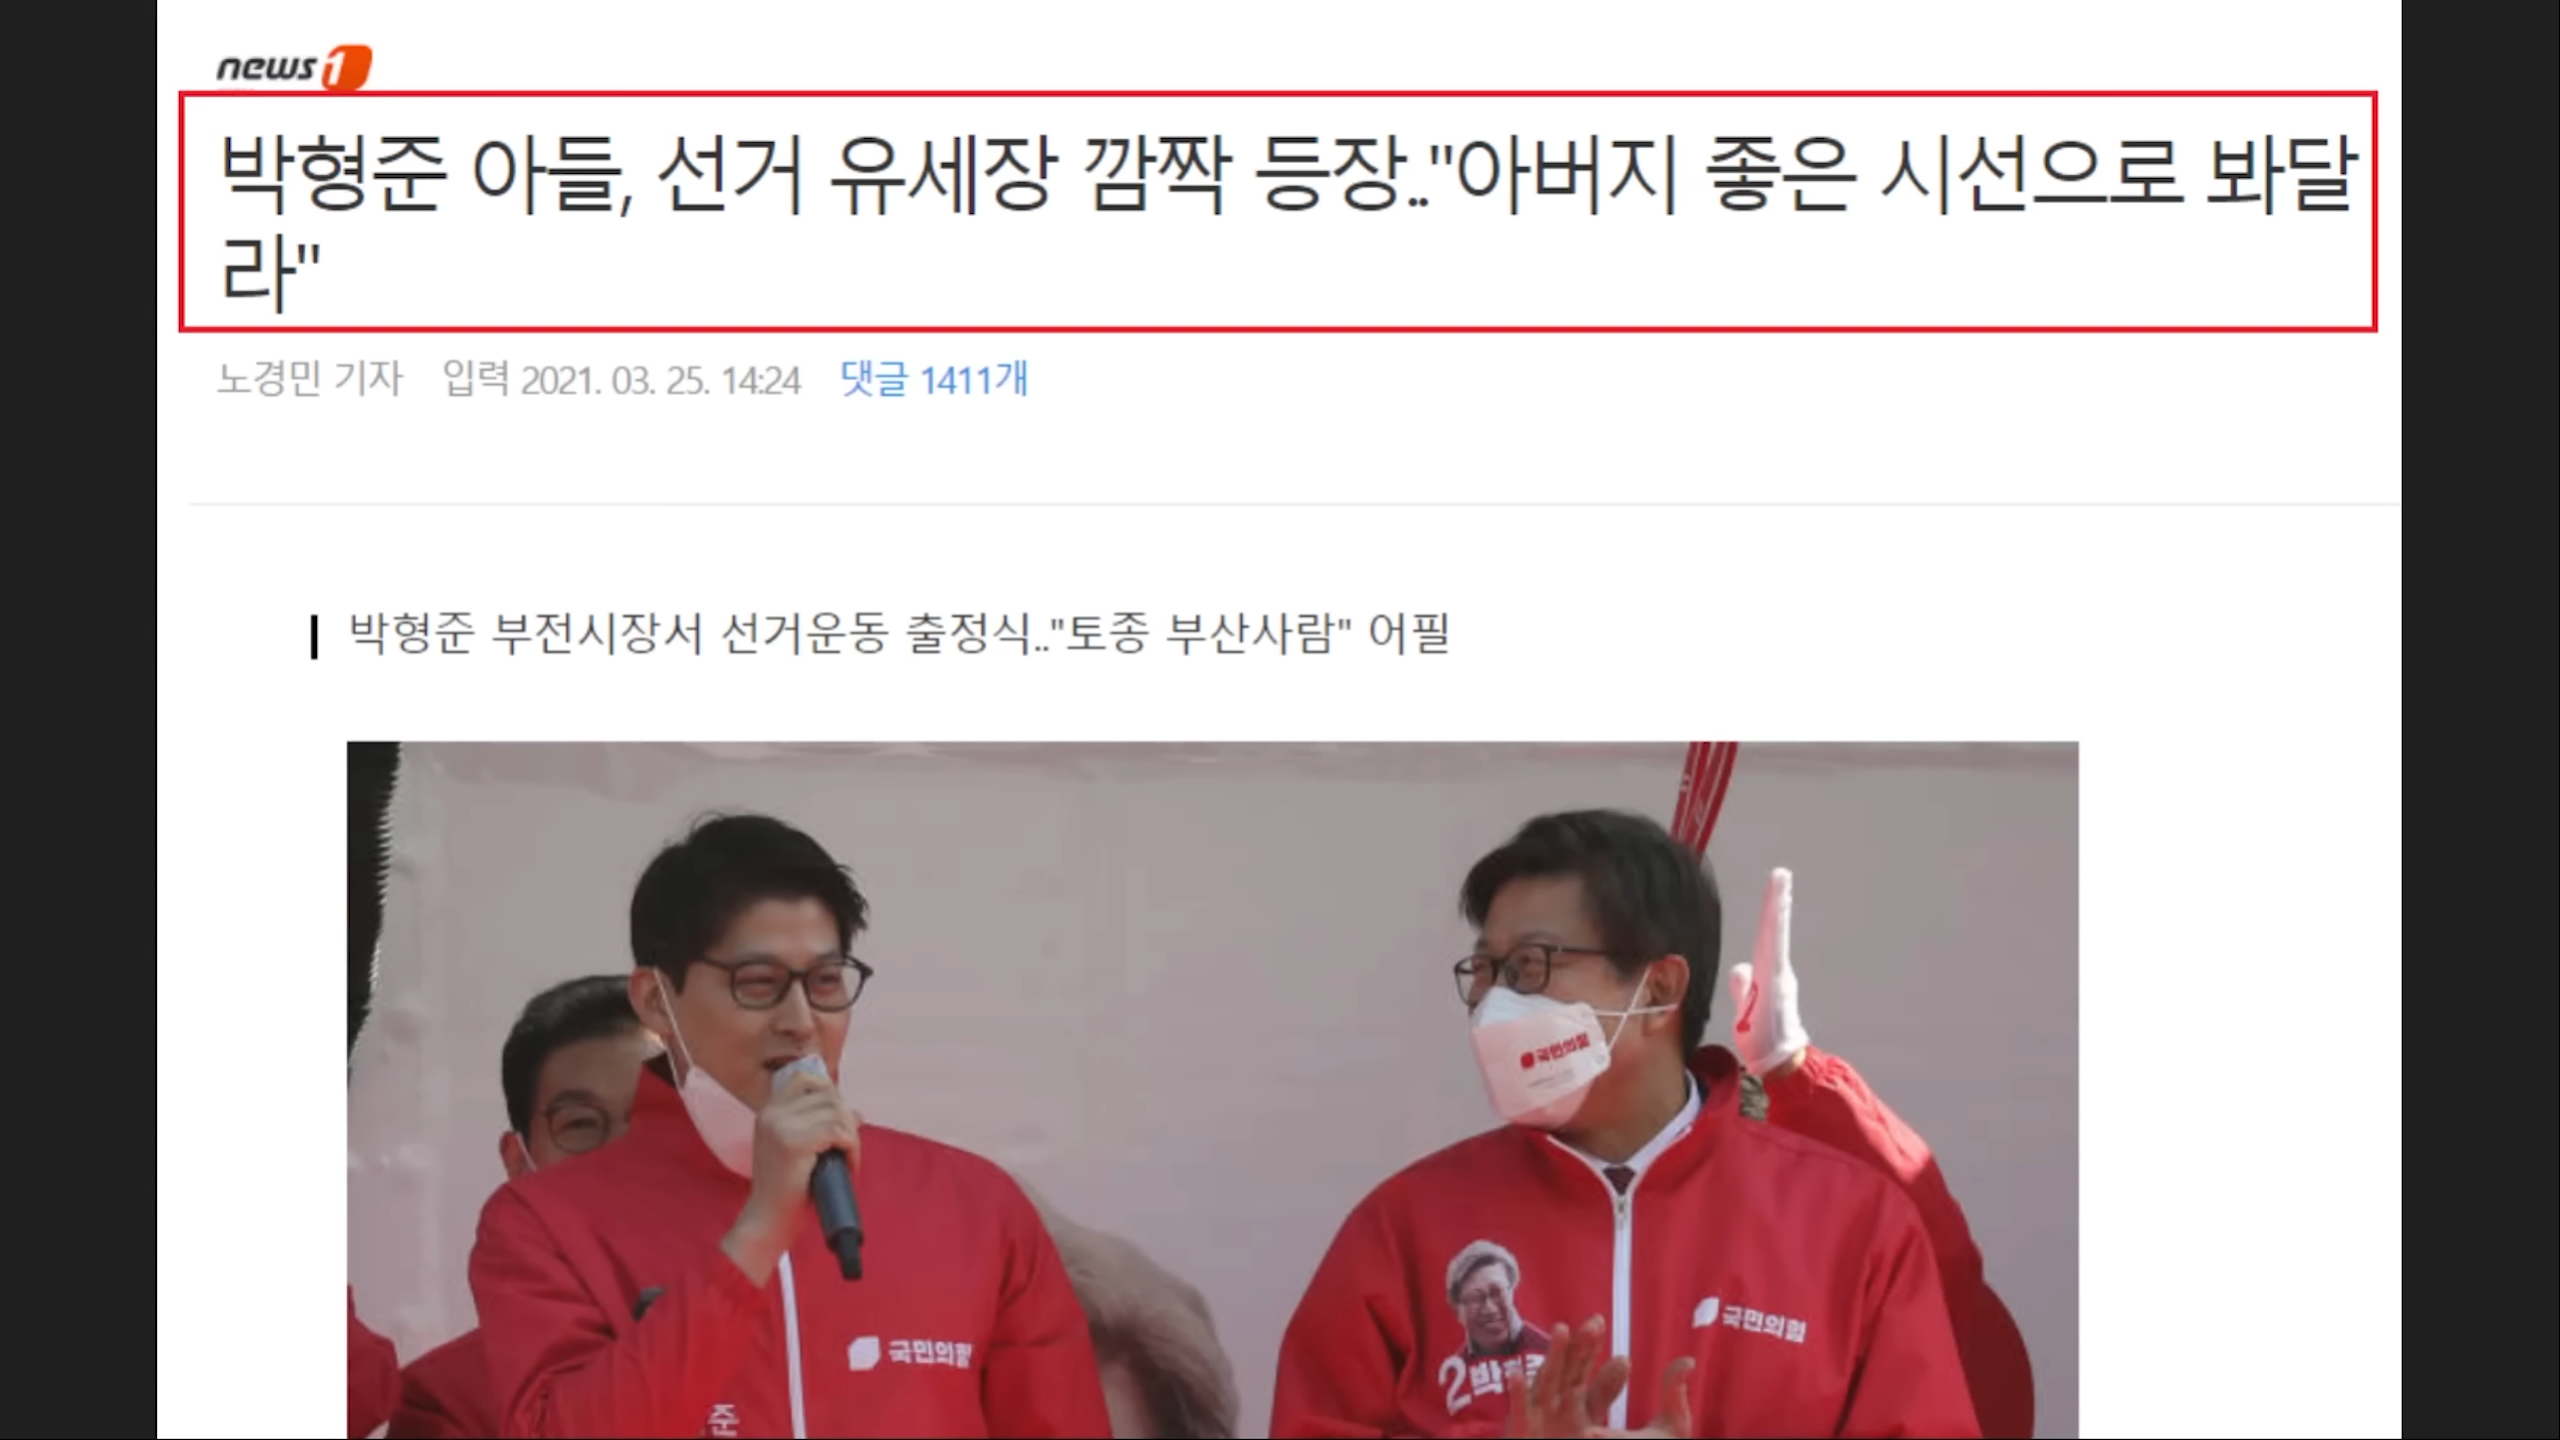 news1
박형준 아들, 선거 유세장 깜짝 등장.."아버지 좋은 시선으로 봐달
라"
노경민 기자 입력 2021. 03. 25. 14:24 댓글 1411개
박형준 부전시장서 선거운동 출정식.."토종 부산사람" 어필
국민의힘
국민의힘
국민의힘
2박형준
준